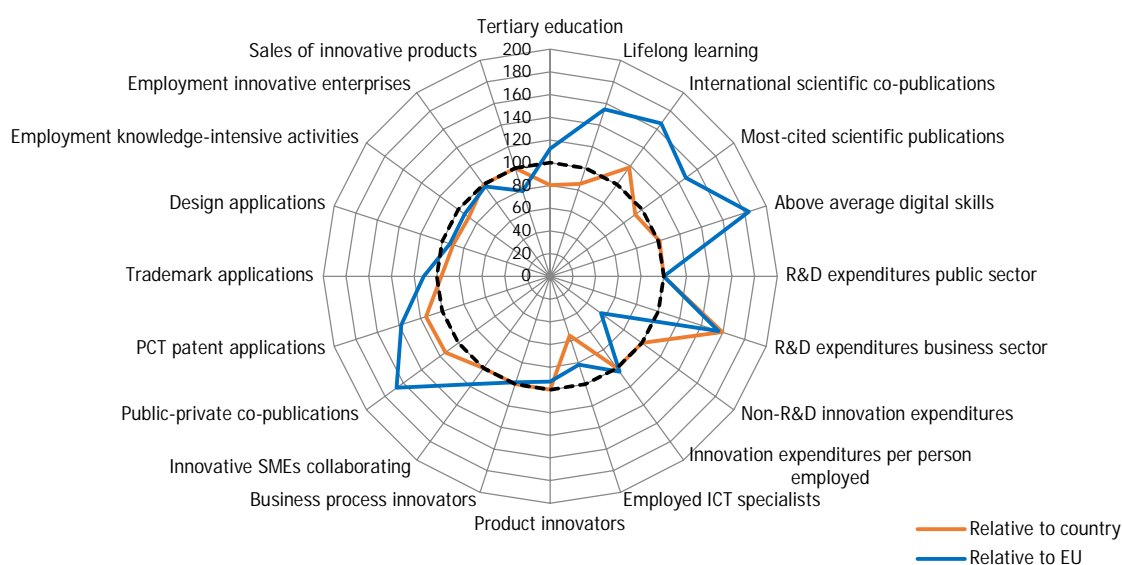 Tertiary education
Lifelong learning
International scientific co-publications
Most-cited scientific publications
Above average digital skills
R&D expenditures public sector
R&D expenditures business sector
Non-R&D innovation expenditures
Innovation expenditures per person
employed
Employed ICT specialists
Product innovators
Business process innovators
Innovative SMEs collaborating
Public-private co-publications
PCT patent applications
Trademark applications
Design applications
Employment knowledge-intensive activities
Employment innovative enterprises
Sales of innovative products
200
180
160
140
120
100
80
60
40
20
0
Relative to country
Relative to EU